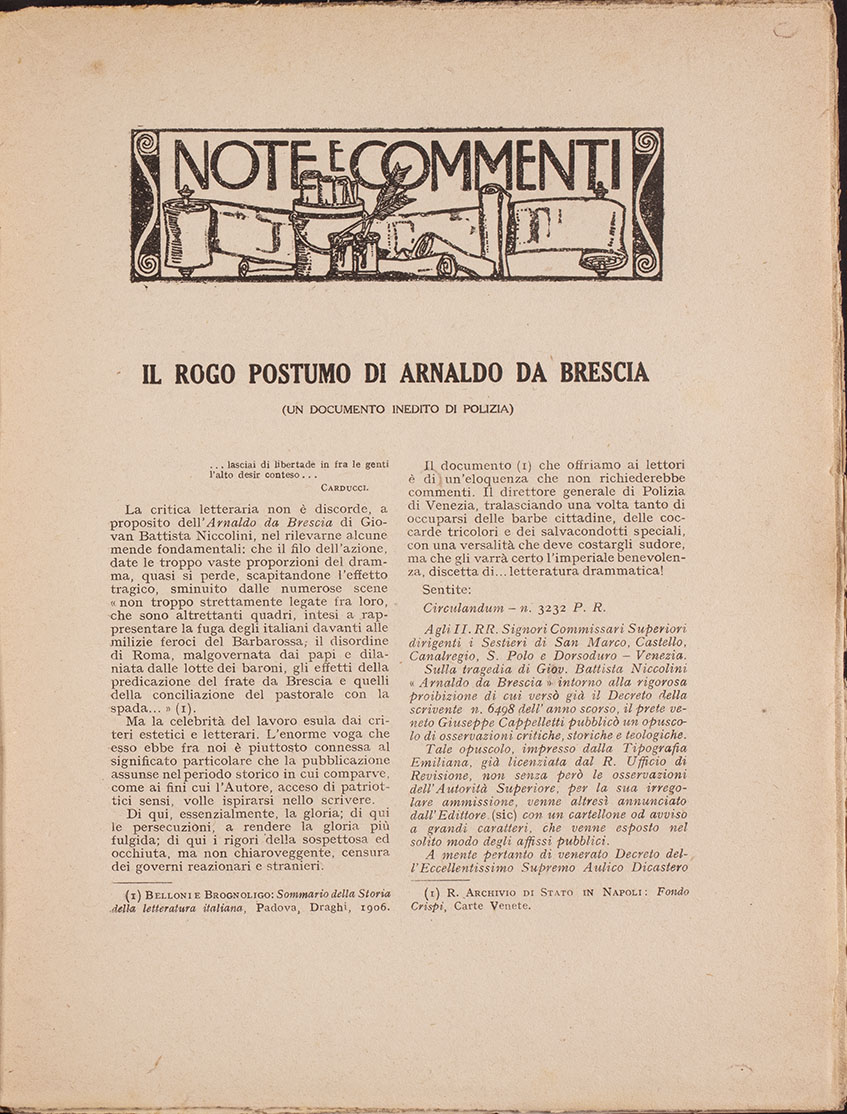 NOTE E COMMENTI
IL ROGO POSTUMO DI ARNALDO DA BRESCIA
(UN DOCUMENTO INEDITO DI POLIZIA)
... lasciai di libertade in fra le genti
l'alto desir conteso...
CARDUCCI.
La critica letteraria non è discorde, a
proposito dell'Arnaldo da Brescia di Gio-
van Battista Niccolini, nel rilevarne alcune
mende fondamentali: che il filo dell'azione,
date le troppo vaste proporzioni del dram-
ma, quasi si perde, scapitandone l'effetto
tragico, sminuito dalle numerose scene
« non troppo strettamente legate fra loro,
che sono altrettanti quadri, intesi a rap-
presentare la fuga degli italiani davanti alle
milizie feroci del Barbarossa, il disordine
di Roma, malgovernata dai papi e dila-
niata dalle lotte dei baroni, gli effetti della
predicazione del frate da Brescia e quelli
della conciliazione del pastorale con la
spada... » (1).
Ma la celebrità del lavoro esula dai cri-
teri estetici e letterari. L'enorme voga che
esso ebbe fra noi è piuttosto connessa al
significato particolare che la pubblicazione
assunse nel periodo storico in cui comparve,
come ai fini cui l'Autore, acceso di patriot-
tici sensi, volle ispirarsi nello scrivere.
Di qui, essenzialmente, la gloria; di qui
le persecuzioni, a rendere la gloria più
fulgida; di qui i rigori della sospettosa ed
occhiuta, ma non chiaroveggente, censura
dei governi reazionari e stranieri.
(1) BELLONI E BROGNOLIGO: Sommario della Storia
della letteratura italiana, Padova, Draghi, 1906.
Il documento (1) che offriamo ai lettori
è di un'eloquenza che non richiederebbe
commenti. Il direttore generale di Polizia
di Venezia, tralasciando una volta tanto di
occuparsi delle barbe cittadine, delle coc-
carde tricolori e dei salvacondotti speciali,
con una versalità che deve costargli sudore,
ma che gli varrà certo l'imperiale benevolen-
za, discetta di... letteratura drammatica!
Sentite:
Circulandum – n. 3232 P. R.
Agli II. RR. Signori Commissari Superiori
dirigenti i Sestieri di San Marco, Castello,
Canalregio, S. Polo e Dorsoduro – Venezia.
Sulla tragedia di Giov. Battista Niccolini
« Arnaldo da Brescia » intorno alla rigorosa
proibizione di cui versò già il Decreto della
scrivente n. 6498 dell'anno scorso, il prete ve-
neto Giuseppe Cappelletti pubblicò un opusco-
lo di osservazioni critiche, storiche e teologiche.
Tale opuscolo, impresso dalla Tipografia
Emiliana, già licenziata dal R. Ufficio di
Revisione, non senza però le osservazioni
dell'Autorità Superiore, per la sua irrego-
lare ammissione, venne altresì annunciato
dall'Edittore (sic) con un cartellone od avviso
a grandi caratteri, che venne esposto nel
solito modo degli affissi pubblici.
A mente pertanto di venerato Decreto del-
l'Eccellentissimo Supremo Aulico Dicastero
(1) R. ARCHIVIO DI STATO IN NAPOLI: Fondo
Crispi, Carte Venete.